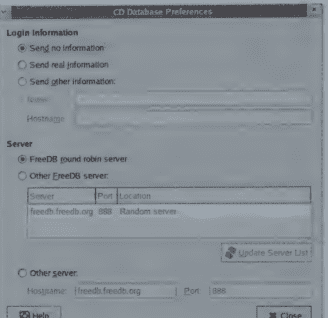 CD Database Preferences
Login Information
Send no information
Send real information
Send other information:
Name:
Hostname:
Server
FreeDB round robin server
Other FreeDB server:
Server Port Location
freedb.freedb.org 888 Random server
Update Server List
Other server:
Hostname: freedb.freedb.org Port: 888
Help Close